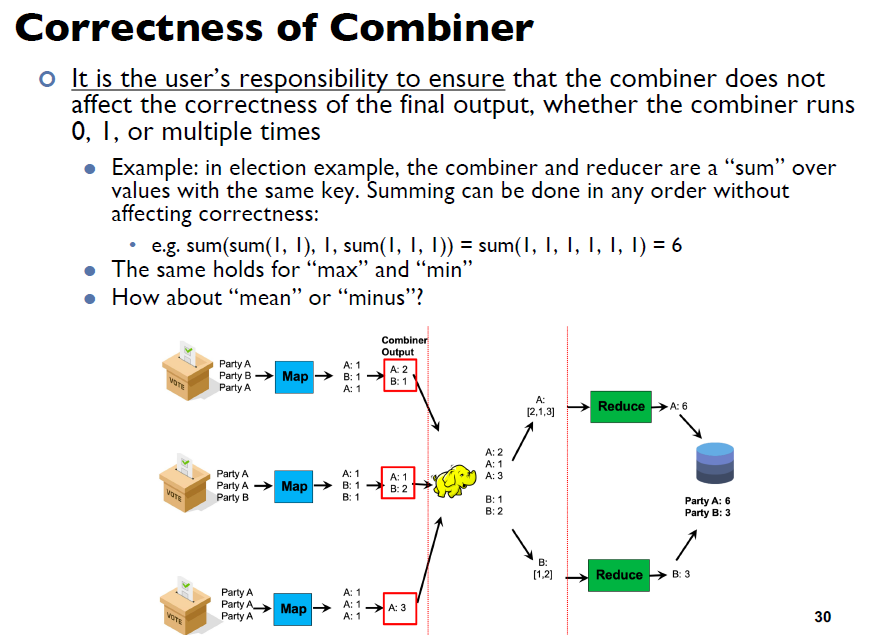 Correctness of Combiner
It is the user's responsibility to ensure that the combiner does not
affect the correctness of the final output, whether the combiner runs
0, 1, or multiple times
Example: in election example, the combiner and reducer are a "sum" over
values with the same key. Summing can be done in any order without
affecting correctness:
e.g. sum(sum(1, 1), 1, sum(1, 1, 1)) = sum(1, 1, 1, 1, 1, 1) = 6
The same holds for "max" and "min"
How about "mean" or "minus"?
Combiner
Output
VOTE
Party A
Party B
Party A
Map
A: 1
B: 1
A: 1
A: 2
B: 1
VOTE
Party A
Party A
Party B
Map
A: 1
B: 1
B: 1
A: 1
B: 2
VOTE
Party A
Party A
Party A
Map
A: 1
A: 1
A: 1
A: 3
A: 2
A: 1
A: 3
B: 1
B: 2
A:
[2,1,3]
Reduce
A: 6
B:
[1,2]
Reduce
B: 3
Party A: 6
Party B: 3
30